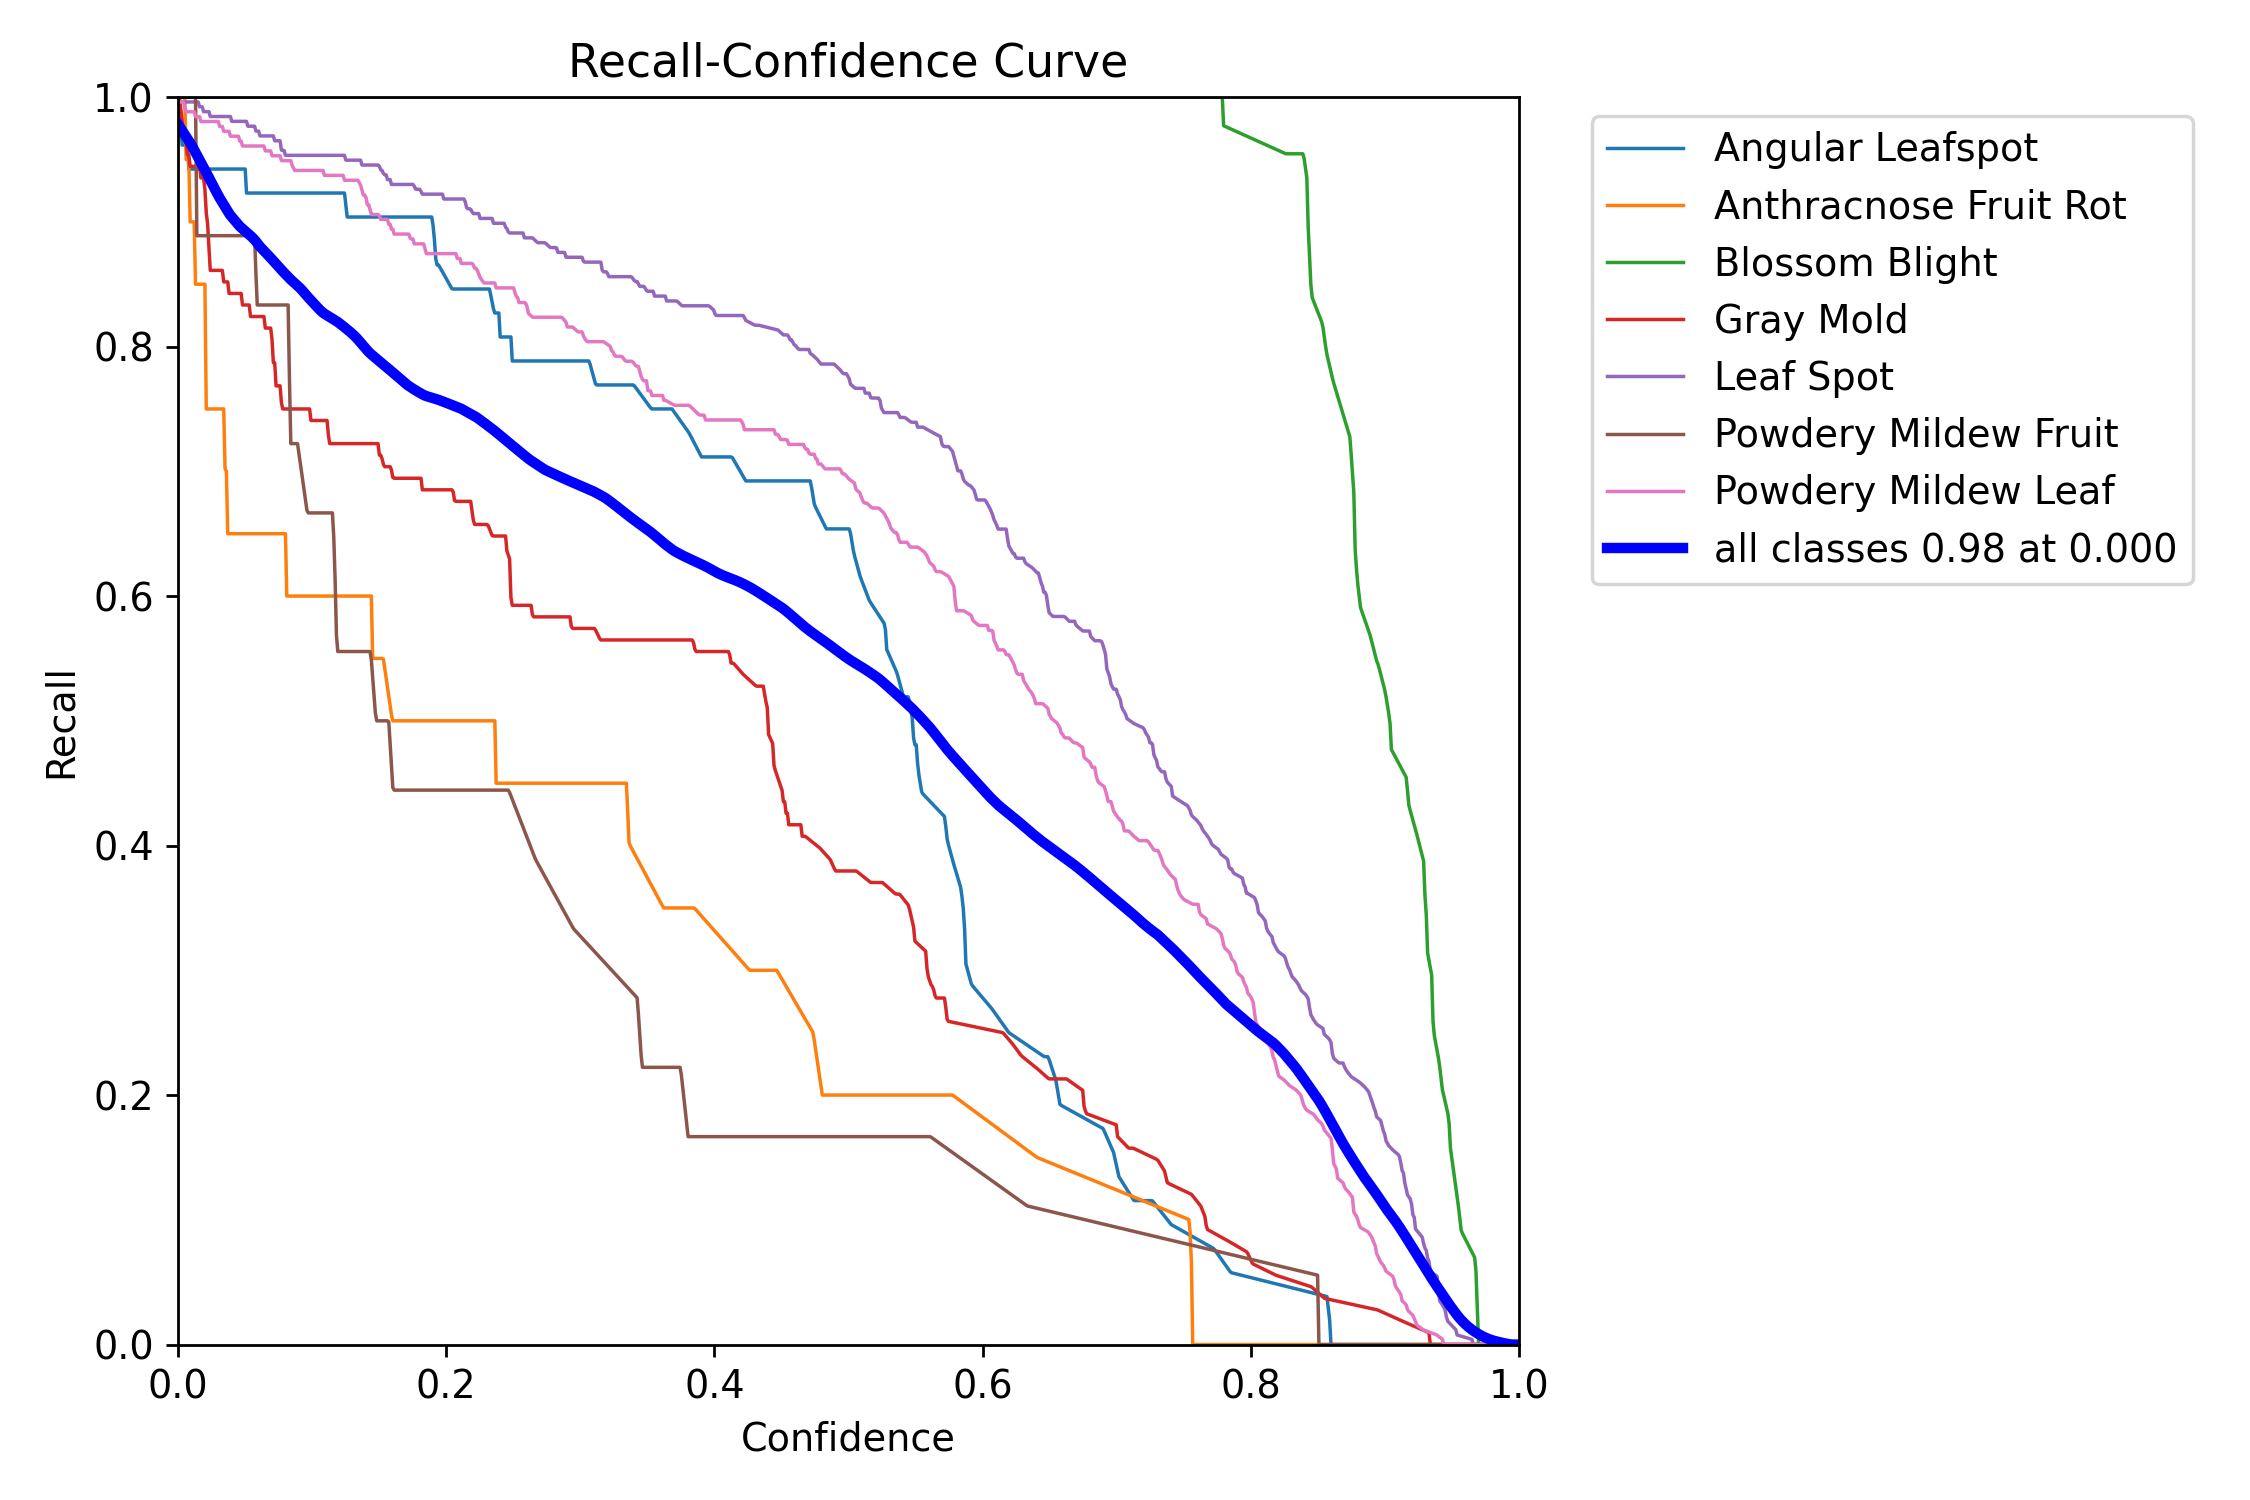 Recall-Confidence Curve
1.0
0.8
0.6
0.4
0.2
0.0
Recall
0.0 0.2 0.4 0.6 0.8 1.0
Confidence
Angular Leafspot
Anthracnose Fruit Rot
Blossom Blight
Gray Mold
Leaf Spot
Powdery Mildew Fruit
Powdery Mildew Leaf
all classes 0.98 at 0.000